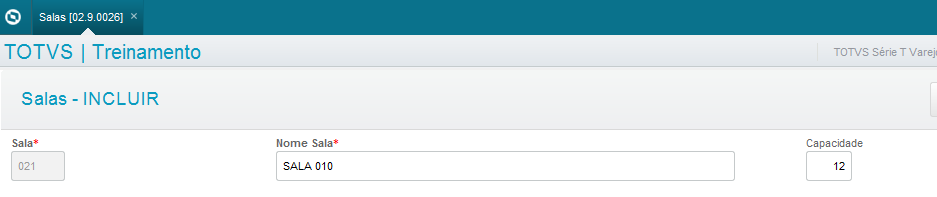 Salas [02.9.0026] ×
TOTVS | Treinamento
TOTVS Série T Varej
Salas - INCLUIR
Sala* Nome Sala* Capacidade
021 SALA 010 12